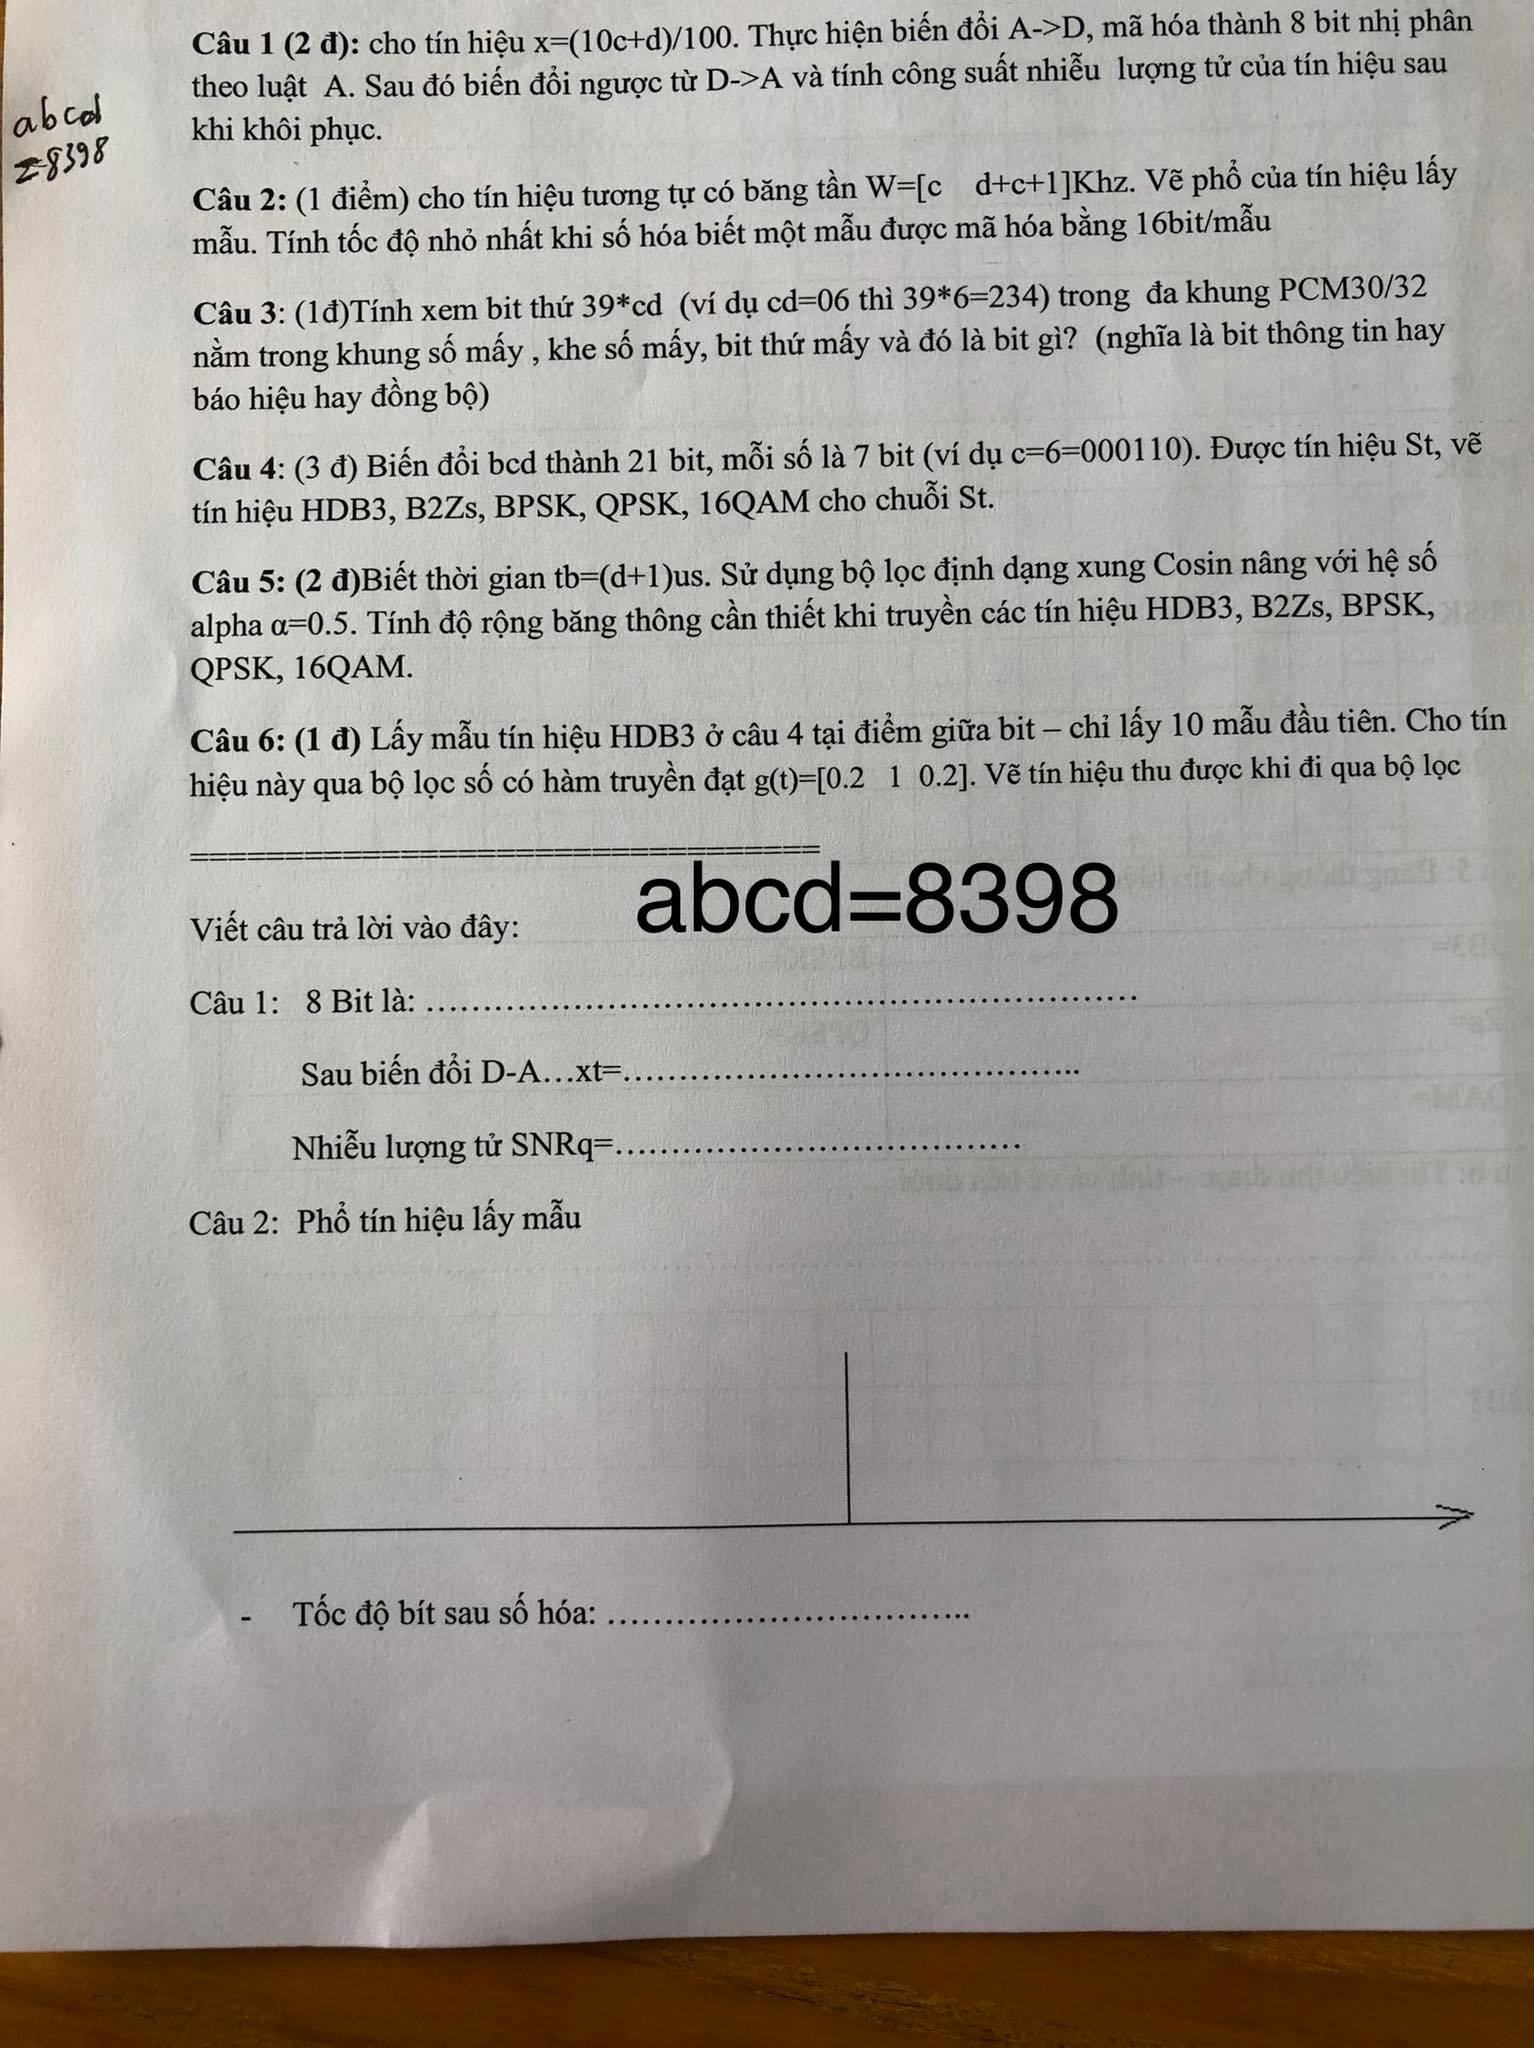 Câu 1 (2 đ): cho tín hiệu x=(10c+d)/100. Thực hiện biến đổi A->D, mã hóa thành 8 bit nhị phân
theo luật A. Sau đó biến đổi ngược từ D->A và tính công suất nhiễu lượng tử của tín hiệu sau
khi khôi phục.
abcd
=8398
Câu 2: (1 điểm) cho tín hiệu tương tự có băng tần W=[c d+c+1]Khz. Vẽ phổ của tín hiệu lấy
mẫu. Tính tốc độ nhỏ nhất khi số hóa biết một mẫu được mã hóa bằng 16bit/mẫu
Câu 3: (1đ)Tính xem bit thứ 39*cd (ví dụ cd=06 thì 39*6=234) trong đa khung PCM30/32
nằm trong khung số mấy , khe số mấy, bit thứ mấy và đó là bit gì? (nghĩa là bit thông tin hay
báo hiệu hay đồng bộ)
Câu 4: (3 đ) Biến đổi bcd thành 21 bit, mỗi số là 7 bit (ví dụ c=6=000110). Được tín hiệu St, vẽ
tín hiệu HDB3, B2Zs, BPSK, QPSK, 16QAM cho chuỗi St.
Câu 5: (2 đ)Biết thời gian tb=(d+1)us. Sử dụng bộ lọc định dạng xung Cosin nâng với hệ số
alpha α=0.5. Tính độ rộng băng thông cần thiết khi truyền các tín hiệu HDB3, B2Zs, BPSK,
QPSK, 16QAM.
Câu 6: (1 đ) Lấy mẫu tín hiệu HDB3 ở câu 4 tại điểm giữa bit – chỉ lấy 10 mẫu đầu tiên. Cho tín
hiệu này qua bộ lọc số có hàm truyền đạt g(t)=[0.2 1 0.2]. Vẽ tín hiệu thu được khi đi qua bộ lọc
=================================
abcd=8398
Viết câu trả lời vào đây:
Câu 1: 8 Bit là: ....................................................................
Sau biến đổi D-A…xt=............................................
Nhiễu lượng tử SNRq=.......................................
Câu 2: Phổ tín hiệu lấy mẫu
- Tốc độ bít sau số hóa: ...................................